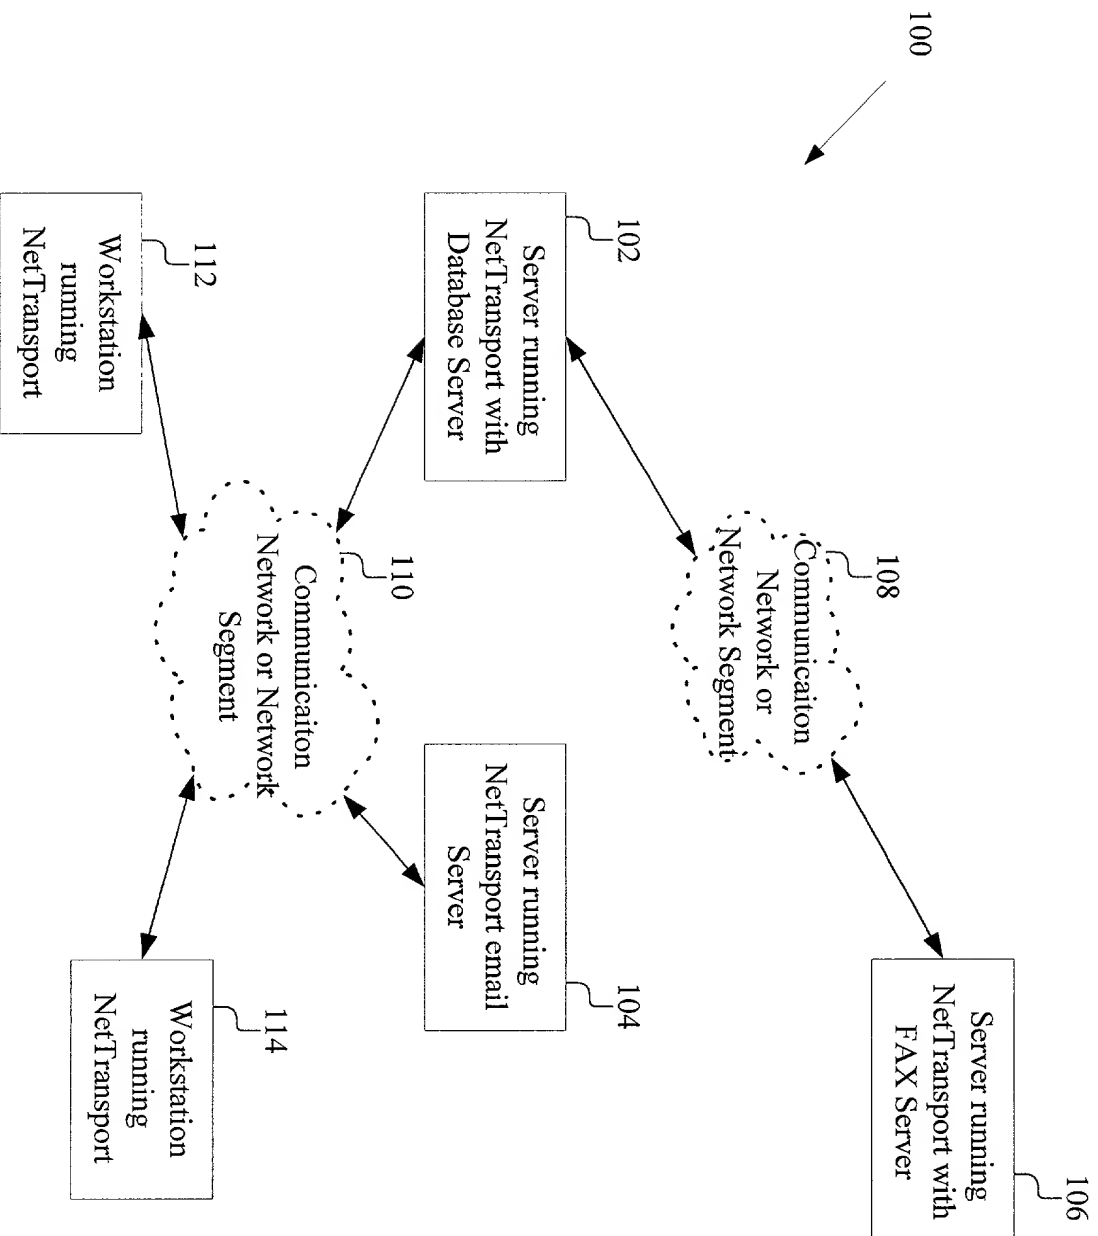 100
106
Server running
NetTransport with
FAX Server
108
Communicaiton
Network or
Network Segment
102
Server running
NetTransport with
Database Server
104
Server running
NetTransport email
Server
110
Communicaiton
Network or Network
Segment
112
Workstation
running
NetTransport
114
Workstation
running
NetTransport